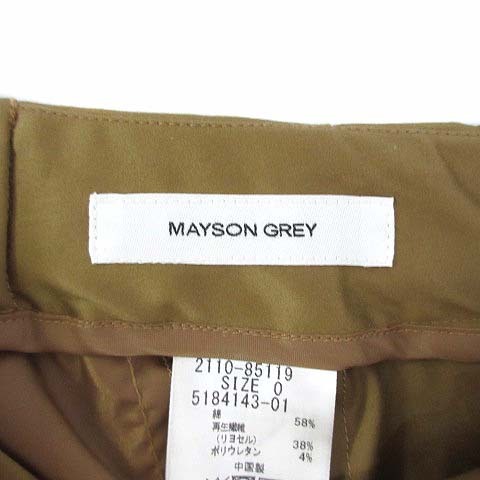 MAYSON GREY
2110-85119
SIZE 0
5184143-01
綿 58%
再生繊維
(リヨセル) 38%
ポリウレタン 4%
中国製